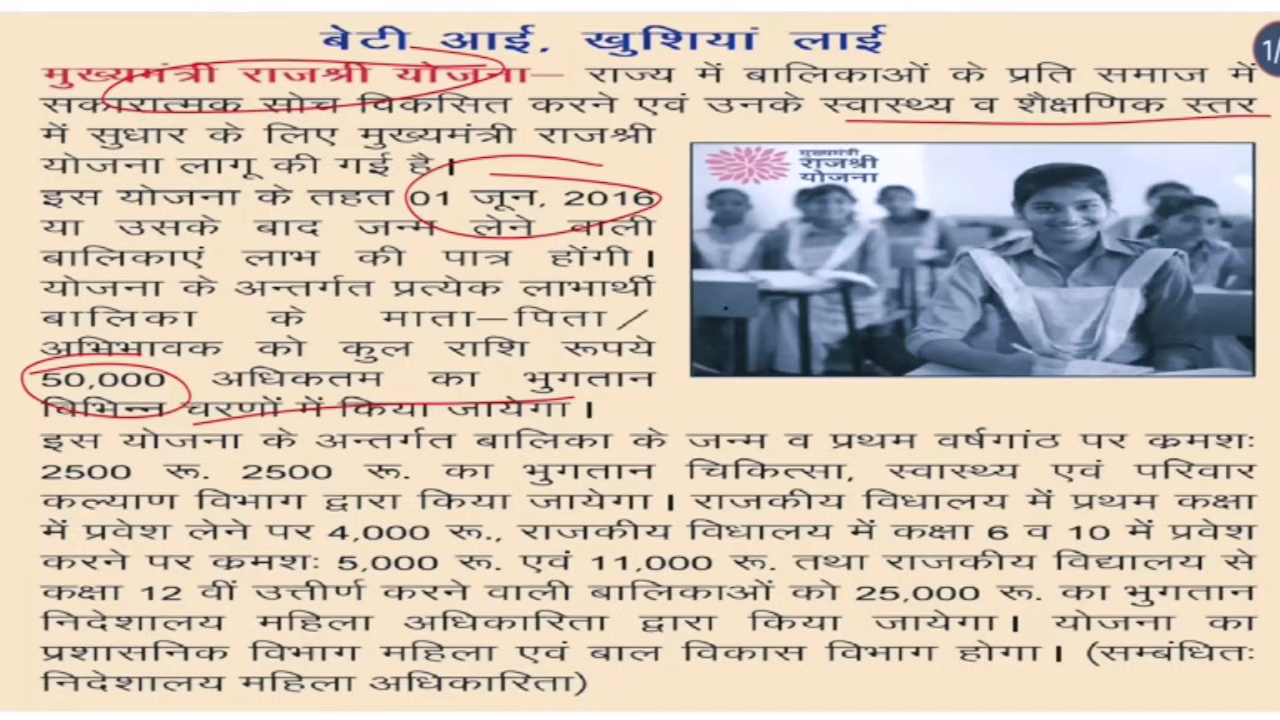 बेटी आई, खुशियां लाई
1/
मुख्यमंत्री राजश्री योजना– राज्य में बालिकाओं के प्रति समाज में
सकारात्मक सोच विकसित करने एवं उनके स्वास्थ्य व शैक्षणिक स्तर
में सुधार के लिए मुख्यमंत्री राजश्री
योजना लागू की गई है।
इस योजना के तहत 01 जून, 2016
या उसके बाद जन्म लेने वाली
बालिकाएं लाभ की पात्र होंगी।
योजना के अन्तर्गत प्रत्येक लाभार्थी
बालिका के माता–पिता/
अभिभावक को कुल राशि रूपये
50,000 अधिकतम का भुगतान
विभिन्न चरणों में किया जायेगा।
मुख्यमंत्री
राजश्री
योजना
इस योजना के अन्तर्गत बालिका के जन्म व प्रथम वर्षगांठ पर क्रमशः
2500 रू. 2500 रू. का भुगतान चिकित्सा, स्वास्थ्य एवं परिवार
कल्याण विभाग द्वारा किया जायेगा। राजकीय विधालय में प्रथम कक्षा
में प्रवेश लेने पर 4,000 रू., राजकीय विधालय में कक्षा 6 व 10 में प्रवेश
करने पर क्रमशः 5,000 रू. एवं 11,000 रू. तथा राजकीय विद्यालय से
कक्षा 12 वीं उत्तीर्ण करने वाली बालिकाओं को 25,000 रू. का भुगतान
निदेशालय महिला अधिकारिता द्वारा किया जायेगा। योजना का
प्रशासनिक विभाग महिला एवं बाल विकास विभाग होगा। (सम्बंधितः
निदेशालय महिला अधिकारिता)